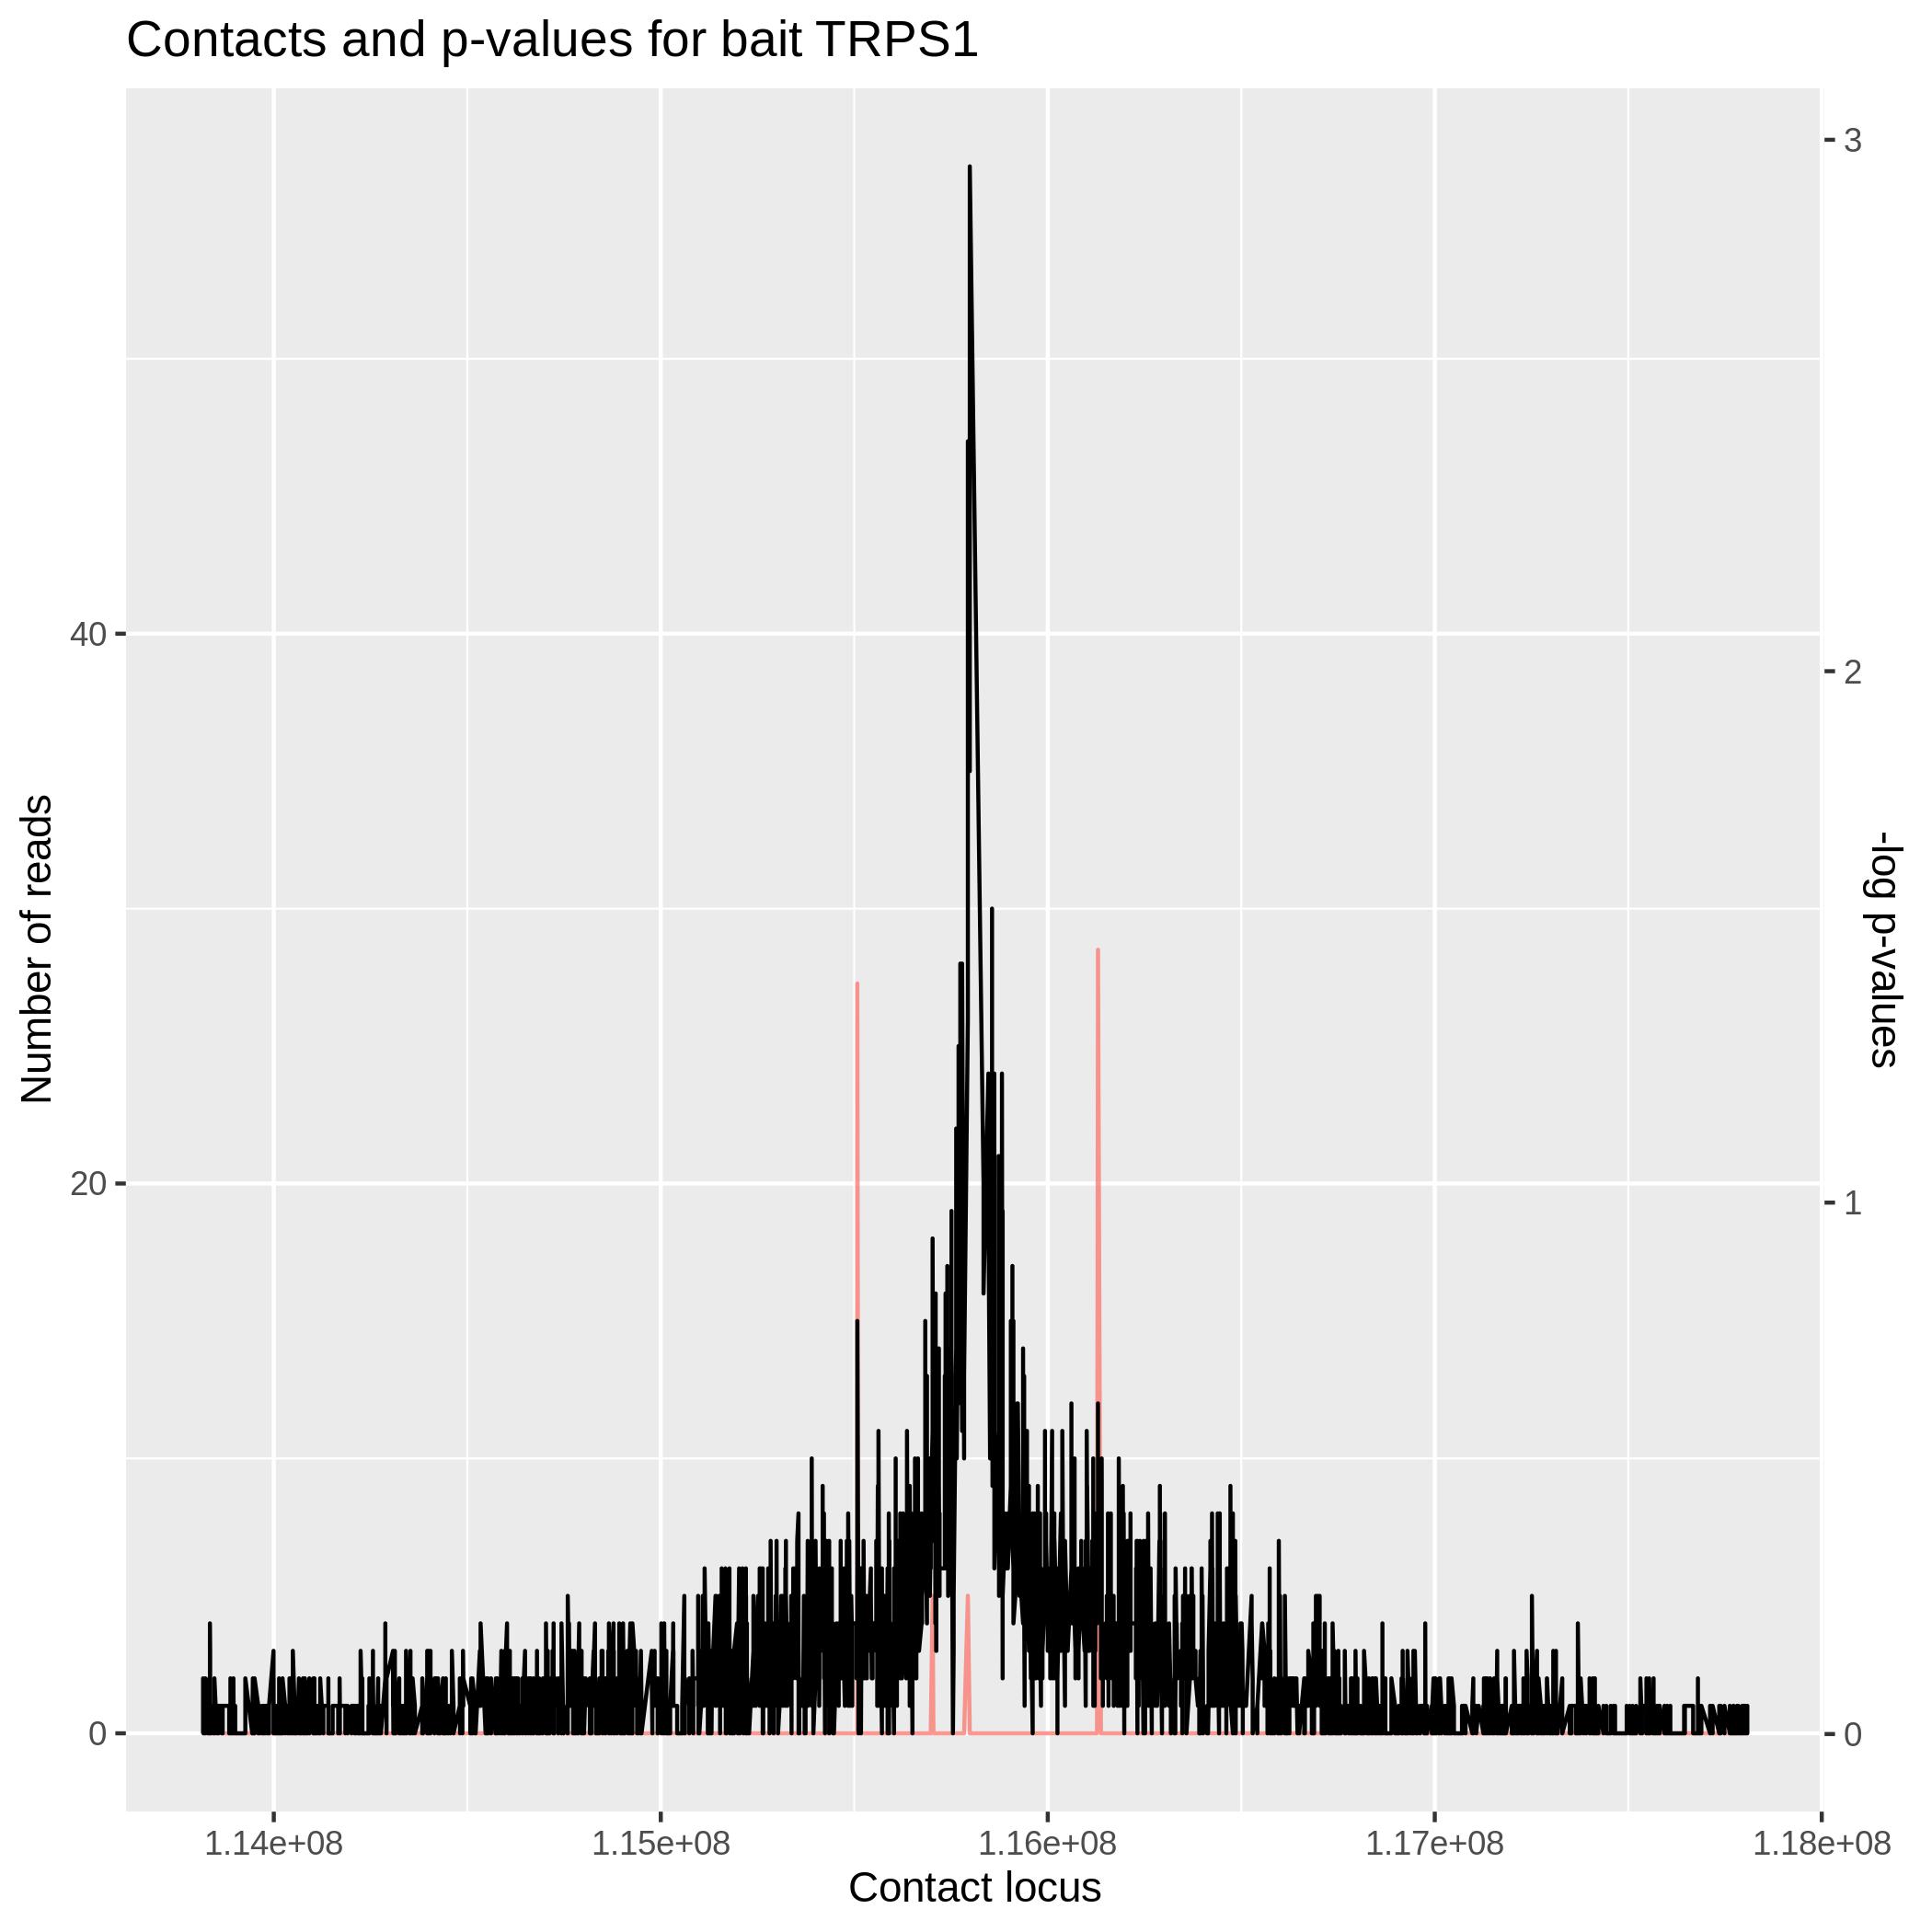 Contacts and p-values for bait TRPS1
3
40
2
Number of reads
-log p-values
20
1
0
0
1.14e+08
1.15e+08
1.16e+08
1.17e+08
1.18e+08
Contact locus